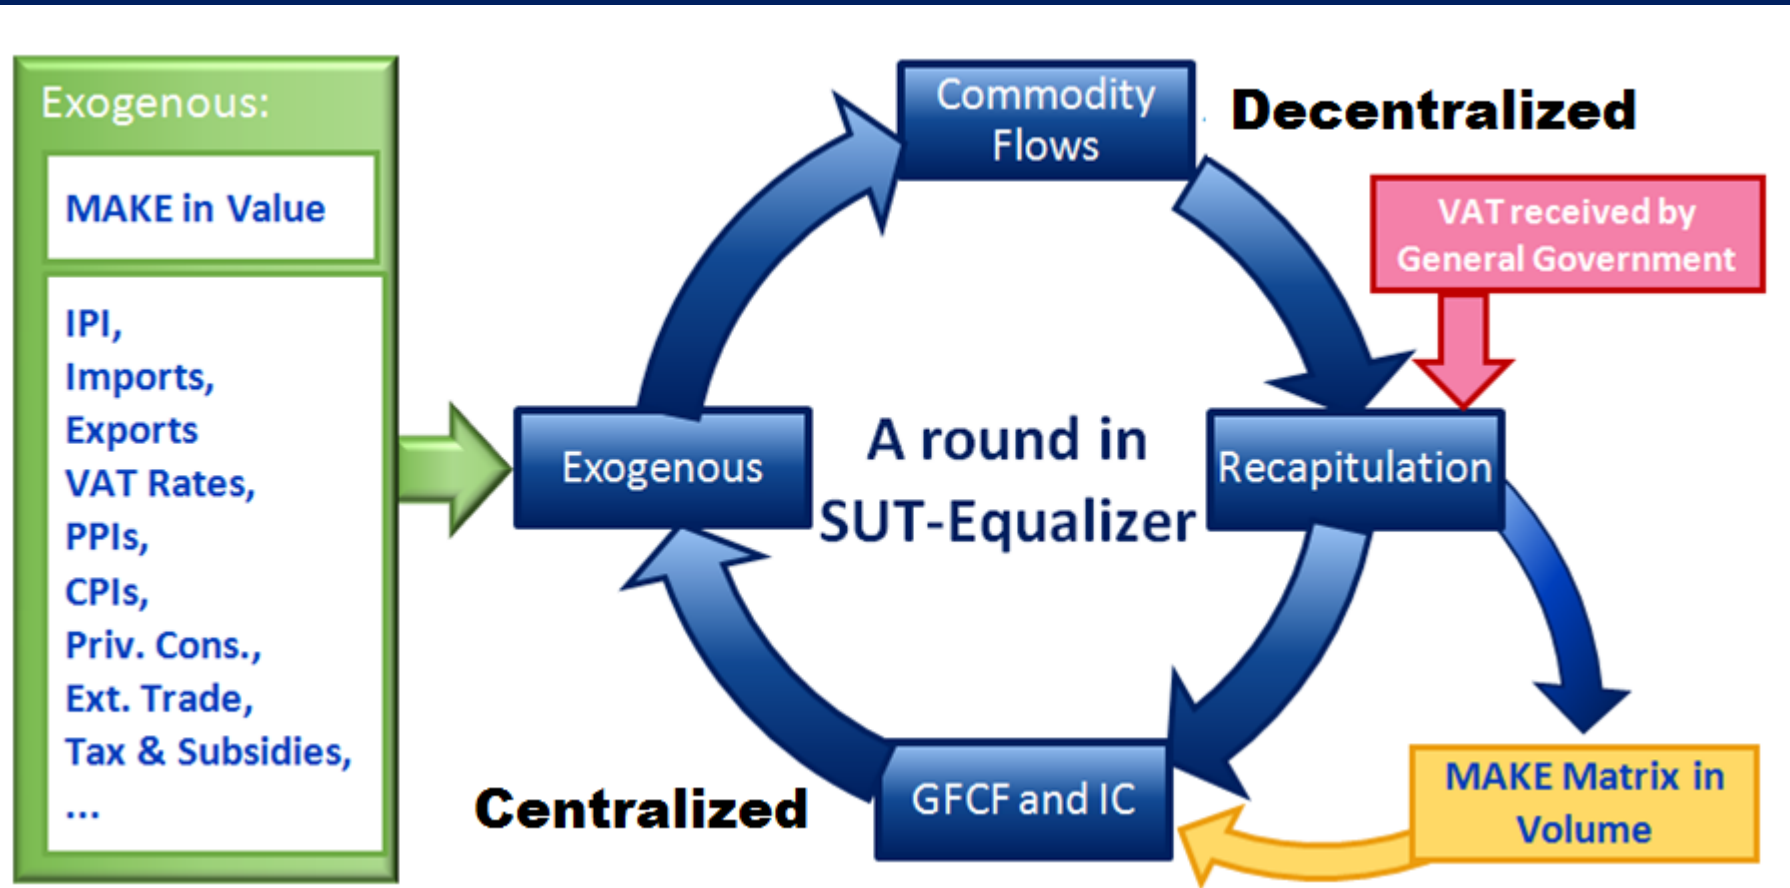 Exogenous:
MAKE in Value
IPI,
Imports,
Exports
VAT Rates,
PPIs,
CPIs,
Priv. Cons.,
Ext. Trade,
Tax & Subsidies,
...
Commodity
Flows
Decentralized
VAT received by
General Government
Exogenous
A round in
SUT-Equalizer
Recapitulation
Centralized
GFCF and IC
MAKE Matrix in
Volume